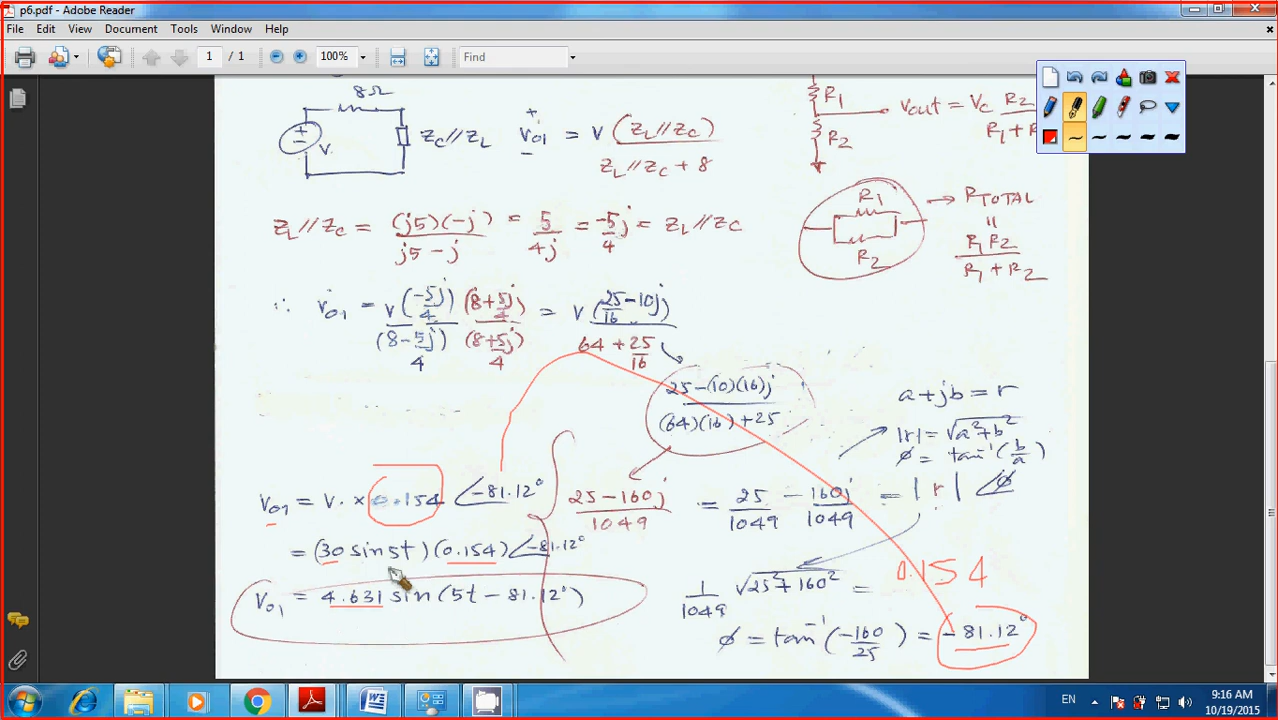 p6.pdf - Adobe Reader
File Edit View Document Tools Window Help
1 / 1 100% Find
8Ω
+ -
V
Zc//ZL
+
V01 = V (ZL//Zc)
-
ZL//Zc + 8
R1
R2
Vout = Vc R2
R1+R
ZL//Zc = (j5)(-j) = 5 = -5j = ZL//Zc
j5-j 4j 4
R1
R2
→ RTOTAL
=
R1R2
R1+R2
∴ V01 = V(-5j/4) (8+5j/4) = V(25/16-10j)
(8-5j/4) (8+5j/4) 64+25/16
25-(10)(16)j
(64)(16)+25
a+jb = r
|r| = √a²+b²
ϕ = tan⁻¹(b/a)
V01 = V. × 0.154 ∠-81.12°
25-160j = 25 - 160j = |r| ∠ϕ
1049 1049 1049
= (30 sin5t)(0.154)∠-81.12°
V01 = 4.631 sin(5t-81.12°)
1/1049 √25²+160² = 0.154
ϕ = tan⁻¹(-160/25) = -81.12°
EN
9:16 AM
10/19/2015